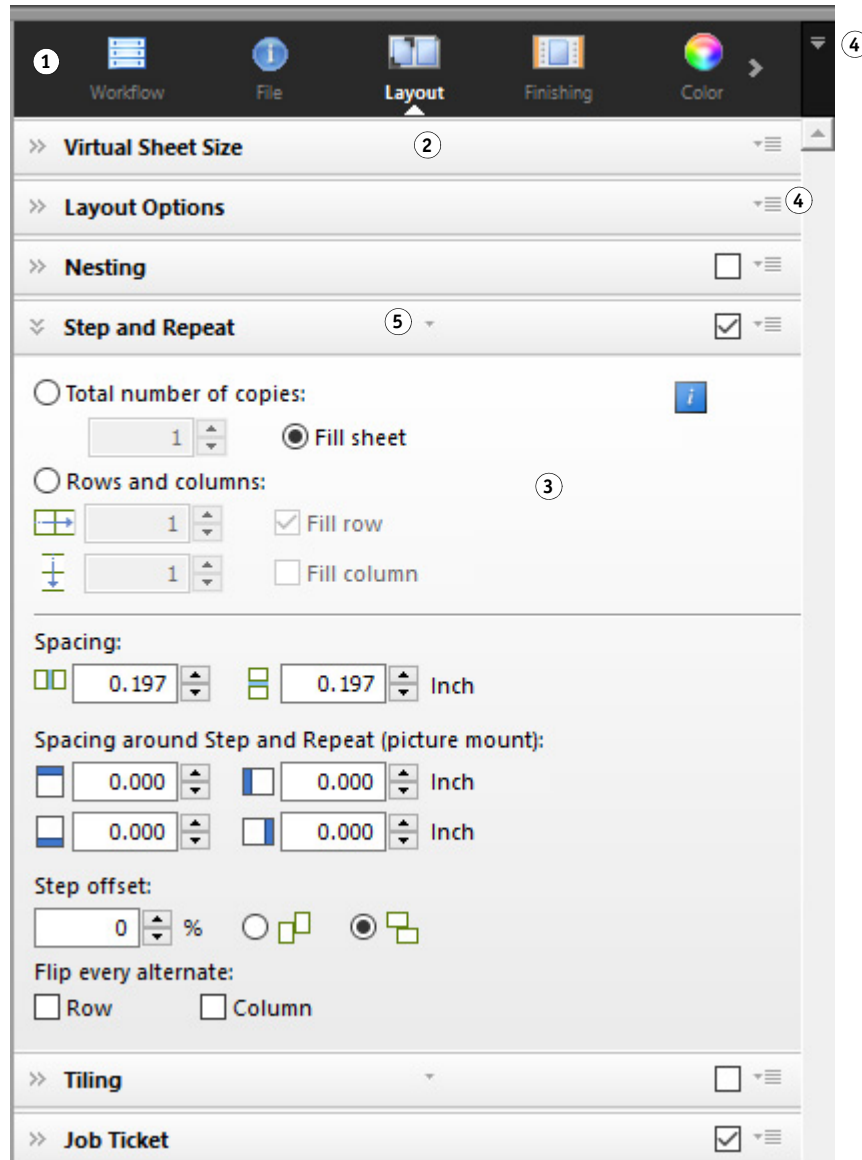 1 Workflow File Layout Finishing Color 4
Virtual Sheet Size 2
Layout Options 4
Nesting
Step and Repeat 5
Total number of copies: i
1 Fill sheet
Rows and columns: 3
1 Fill row
1 Fill column
Spacing:
0.197 0.197 Inch
Spacing around Step and Repeat (picture mount):
0.000 0.000 Inch
0.000 0.000 Inch
Step offset:
0 %
Flip every alternate:
Row Column
Tiling
Job Ticket